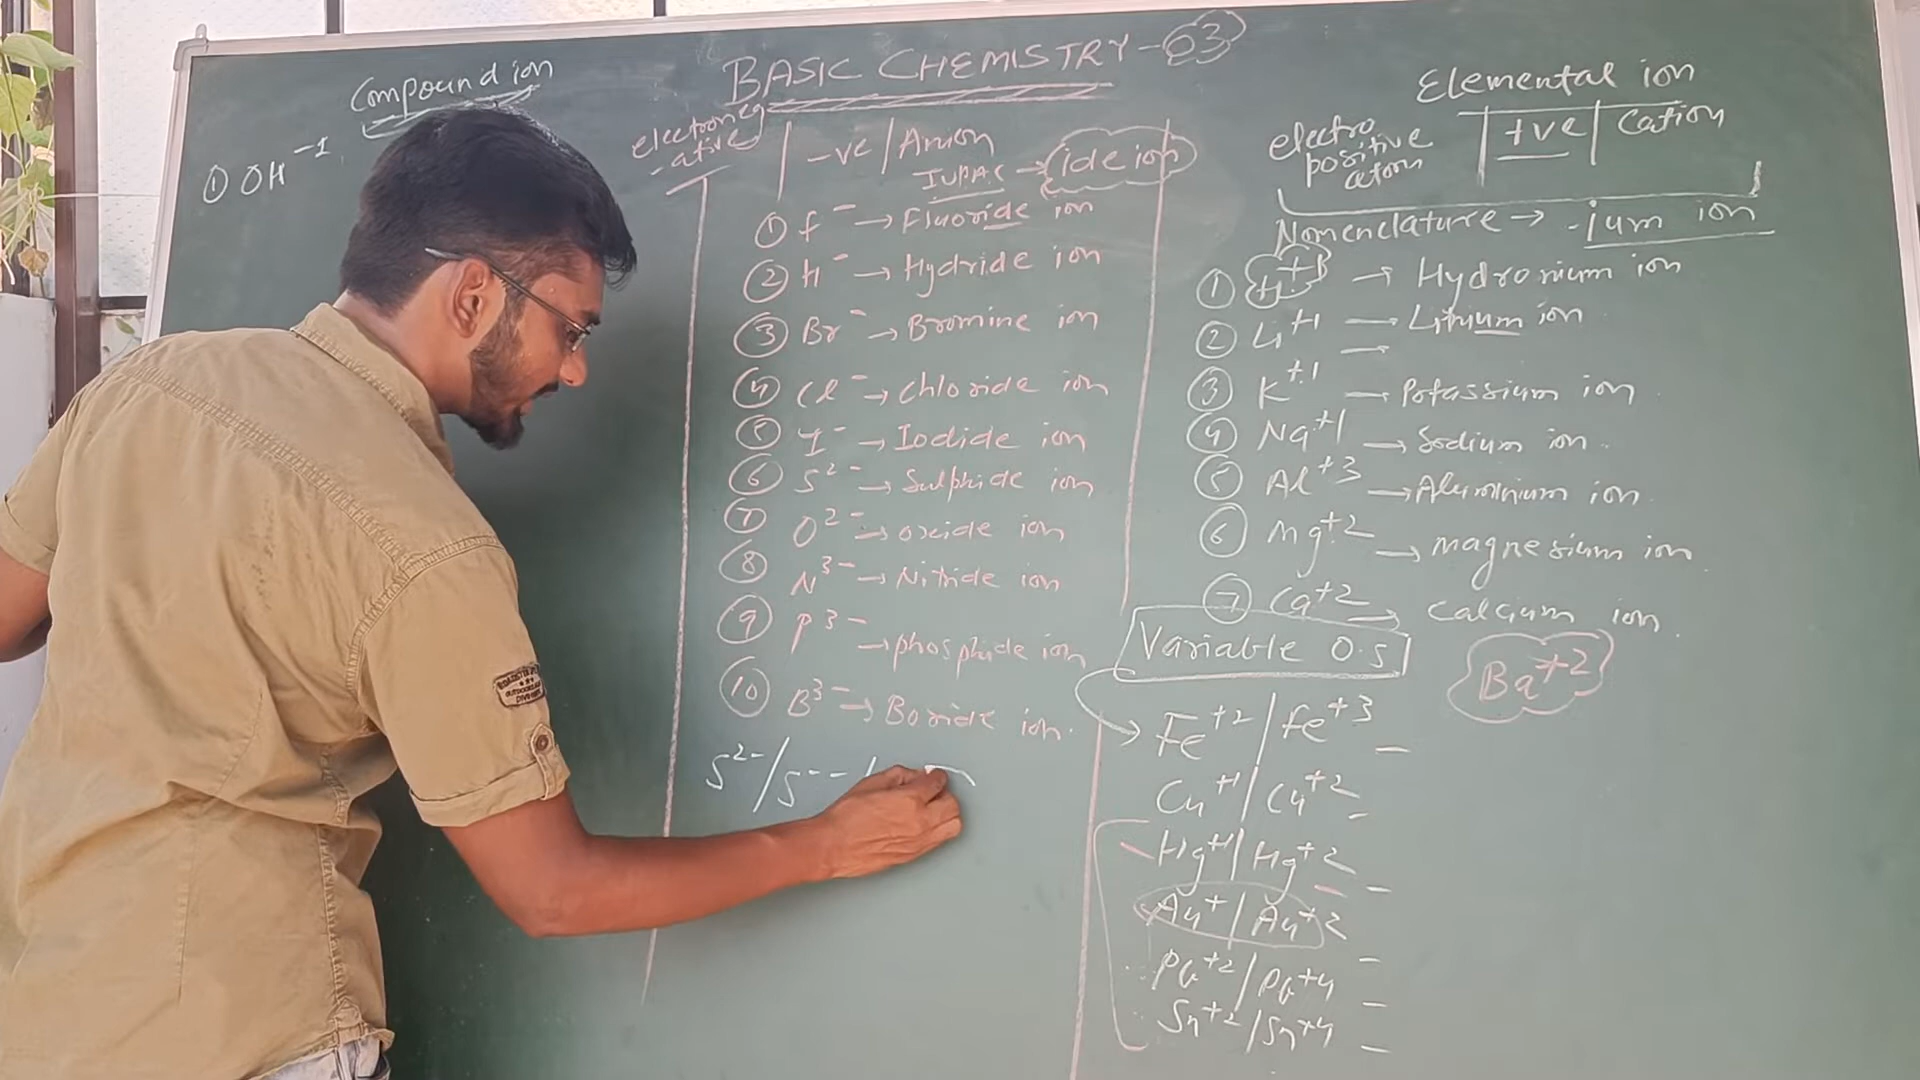 BASIC CHEMISTRY-03
Compound ion
① OH⁻¹
electroneg
-ative | -ve | Anion
IUPAC → ide ion
① F⁻ → Fluoride ion
② H⁻ → Hydride ion
③ Br⁻ → Bromine ion
④ Cl⁻ → Chloride ion
⑤ I⁻ → Iodide ion
⑥ S²⁻ → Sulphide ion
⑦ O²⁻ → oxide ion
⑧ N³⁻ → Nitride ion
⑨ P³⁻ → phosphide ion
⑩ B³⁻ → Boride ion.
S²⁻/S⁻⁻
Elemental ion
electro positive atom | +ve | Cation
Nomenclature → -ium ion
① H⁺¹ → Hydronium ion
② Li⁺¹ → Lithium ion
③ K⁺¹ → Potassium ion
④ Na⁺¹ → Sodium ion.
⑤ Al⁺³ → Aluminium ion.
⑥ Mg⁺² → magnesium ion.
⑦ Ca⁺² → calcium ion.
Variable O.S
Ba⁺²
→ Fe⁺² / Fe⁺³ -
Cu⁺¹ / Cu⁺² -
Hg⁺¹ / Hg⁺² -
Au⁺ / Au⁺²
Pb⁺² / Pb⁺⁴
Sn⁺² / Sn⁺⁴